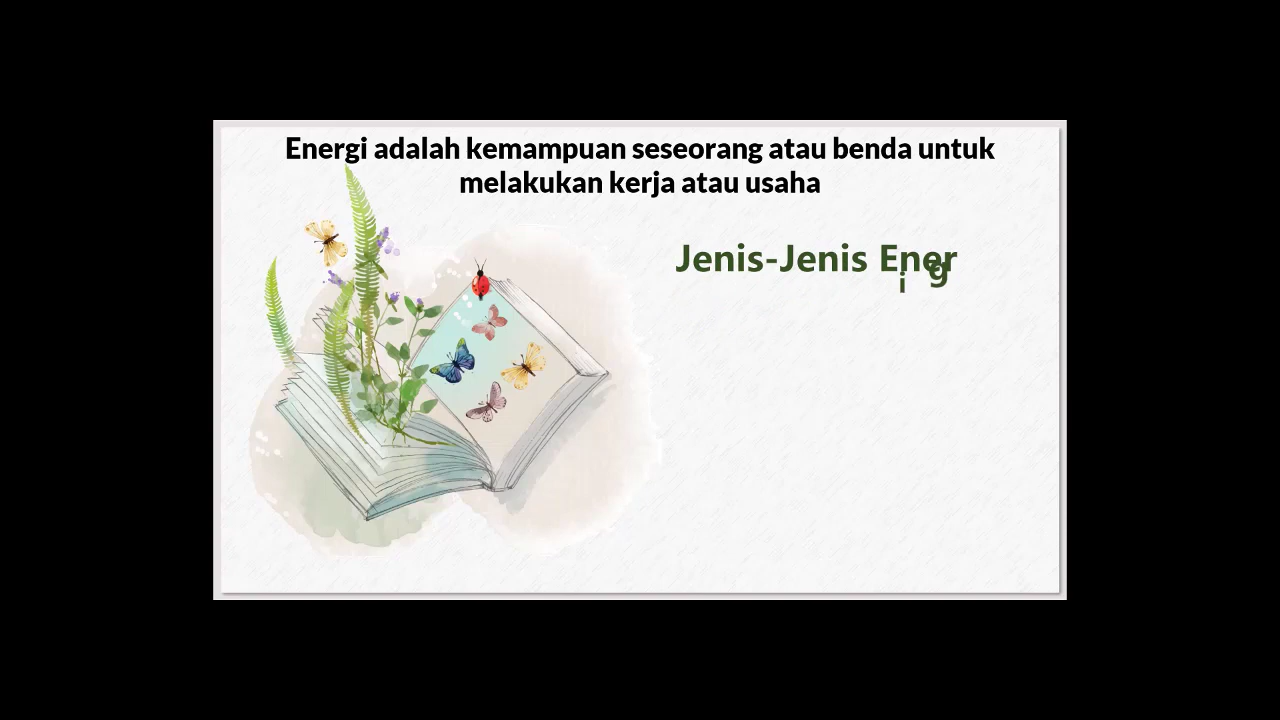 Energi adalah kemampuan seseorang atau benda untuk
melakukan kerja atau usaha
Jenis-Jenis Energi